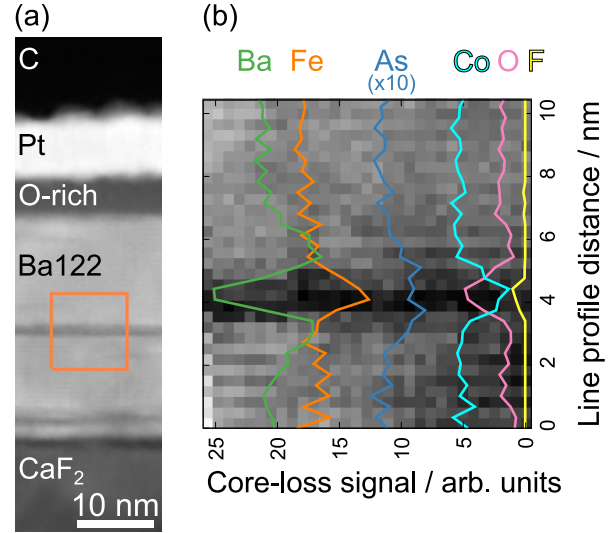 (a)
C
Pt
O-rich
Ba122
CaF₂
10 nm
(b)
Ba Fe As Co O F
(x10)
10
8
6
4
2
0
Line profile distance / nm
25 20 15 10 5 0
Core-loss signal / arb. units